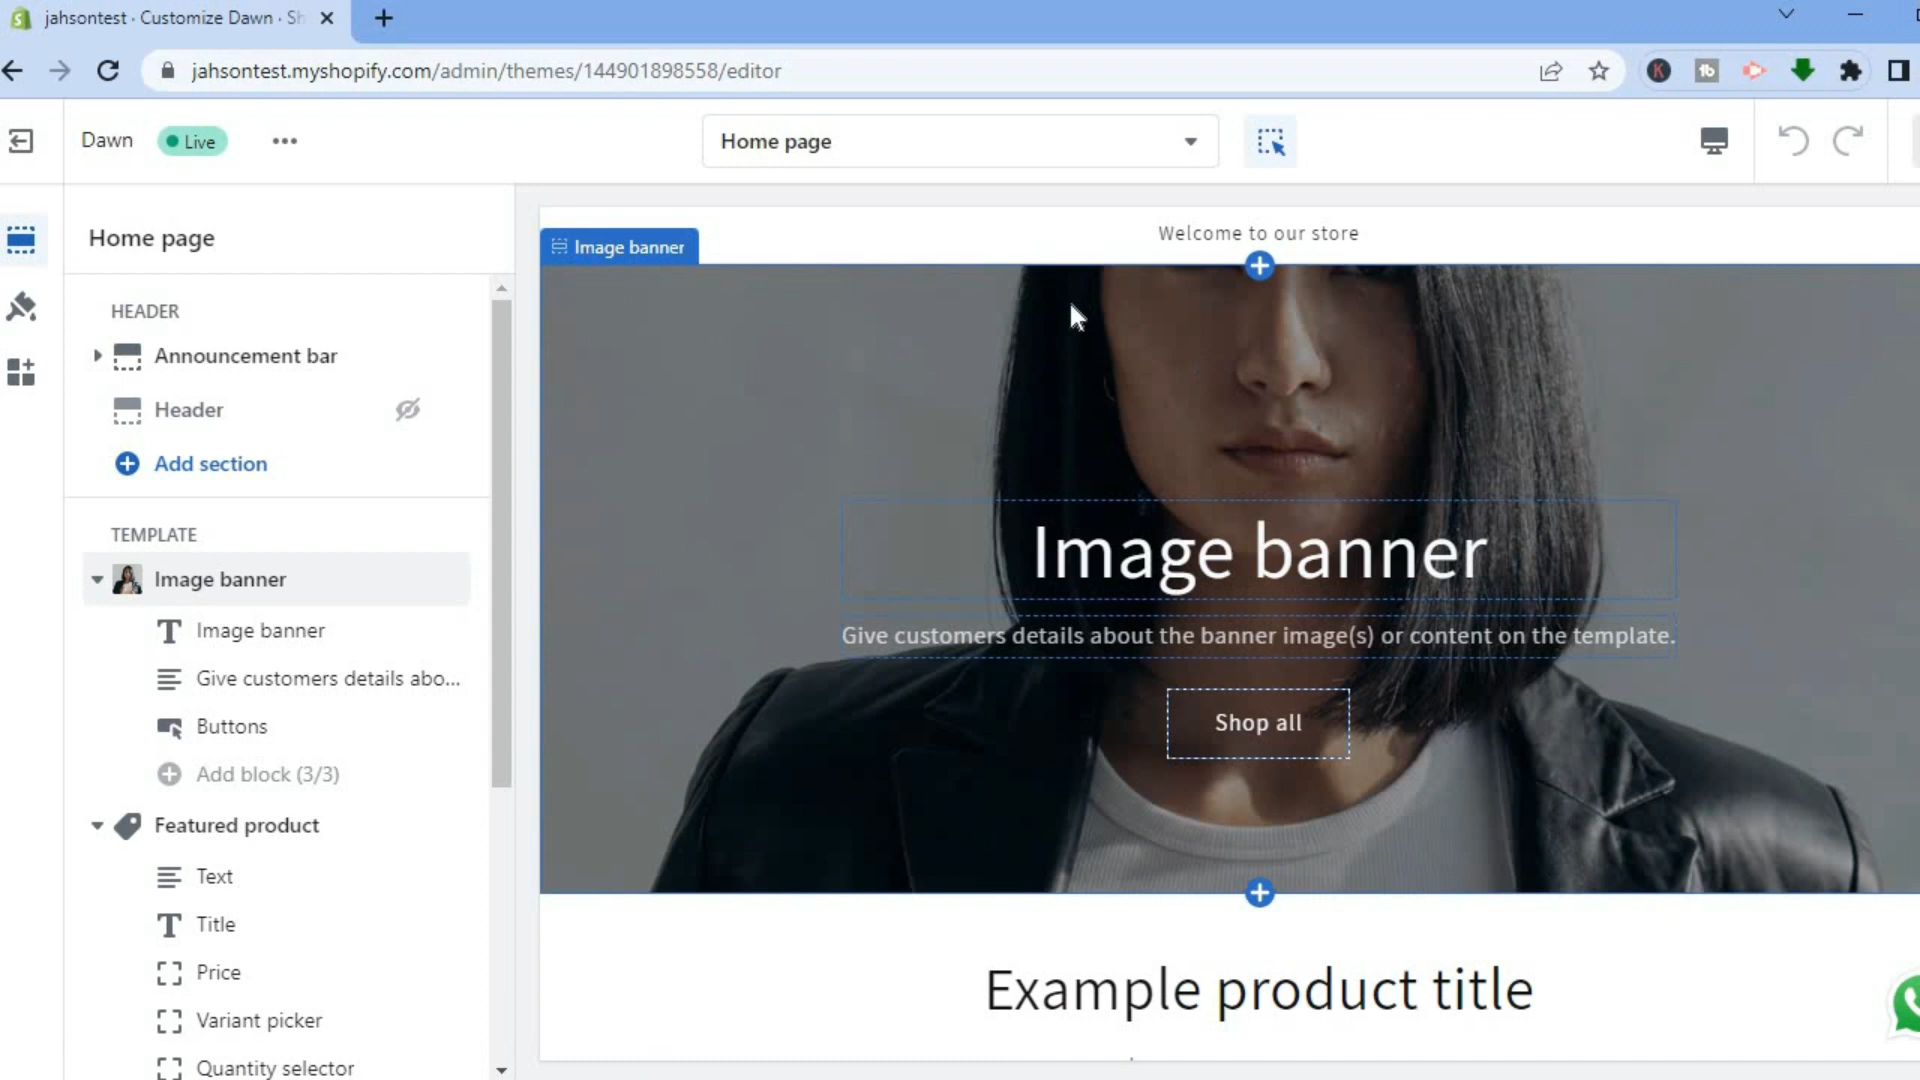 jahsontest · Customize Dawn · Sh
jahsontest.myshopify.com/admin/themes/144901898558/editor
Dawn
Live
Home page
Home page
HEADER
Announcement bar
Header
Add section
TEMPLATE
Image banner
Image banner
Give customers details abo...
Buttons
Add block (3/3)
Featured product
Text
Title
Price
Variant picker
Quantity selector
Welcome to our store
Image banner
Image banner
Give customers details about the banner image(s) or content on the template.
Shop all
Example product title